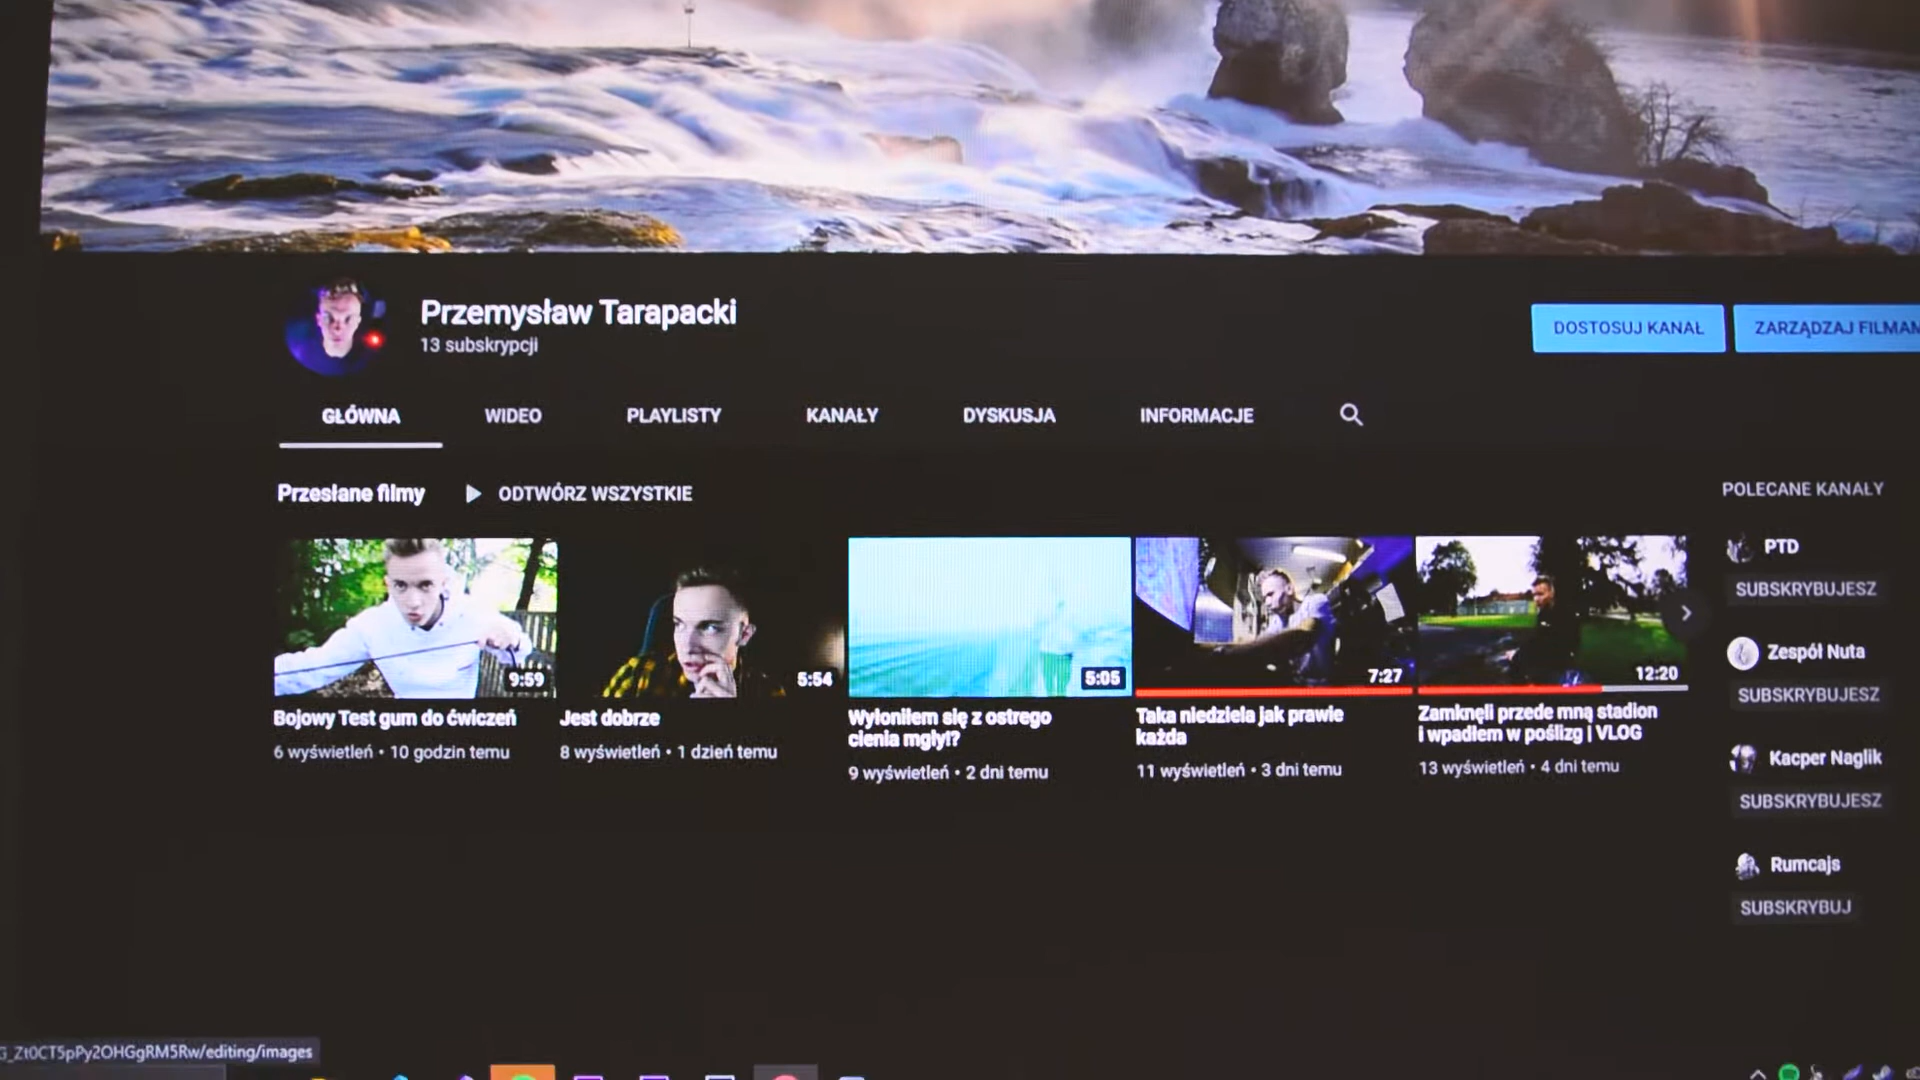 Przemysław Tarapacki
13 subskrypcji
DOSTOSUJ KANAŁ
ZARZĄDZAJ FILMAM
GŁÓWNA
WIDEO
PLAYLISTY
KANAŁY
DYSKUSJA
INFORMACJE
Przesłane filmy
ODTWÓRZ WSZYSTKIE
9:59
Bojowy Test gum do ćwiczeń
6 wyświetleń • 10 godzin temu
5:54
Jest dobrze
8 wyświetleń • 1 dzień temu
5:05
Wyłoniłem się z ostrego
cienia mgły!?
9 wyświetleń • 2 dni temu
7:27
Taka niedziela jak prawie
każda
11 wyświetleń • 3 dni temu
12:20
Zamknęli przede mną stadion
i wpadłem w poślizg | VLOG
13 wyświetleń • 4 dni temu
POLECANE KANAŁY
PTD
SUBSKRYBUJESZ
Zespół Nuta
SUBSKRYBUJESZ
Kacper Naglik
SUBSKRYBUJESZ
Rumcajs
SUBSKRYBUJ
G_Zt0CT5pPy2OHGgRM5Rw/editing/images